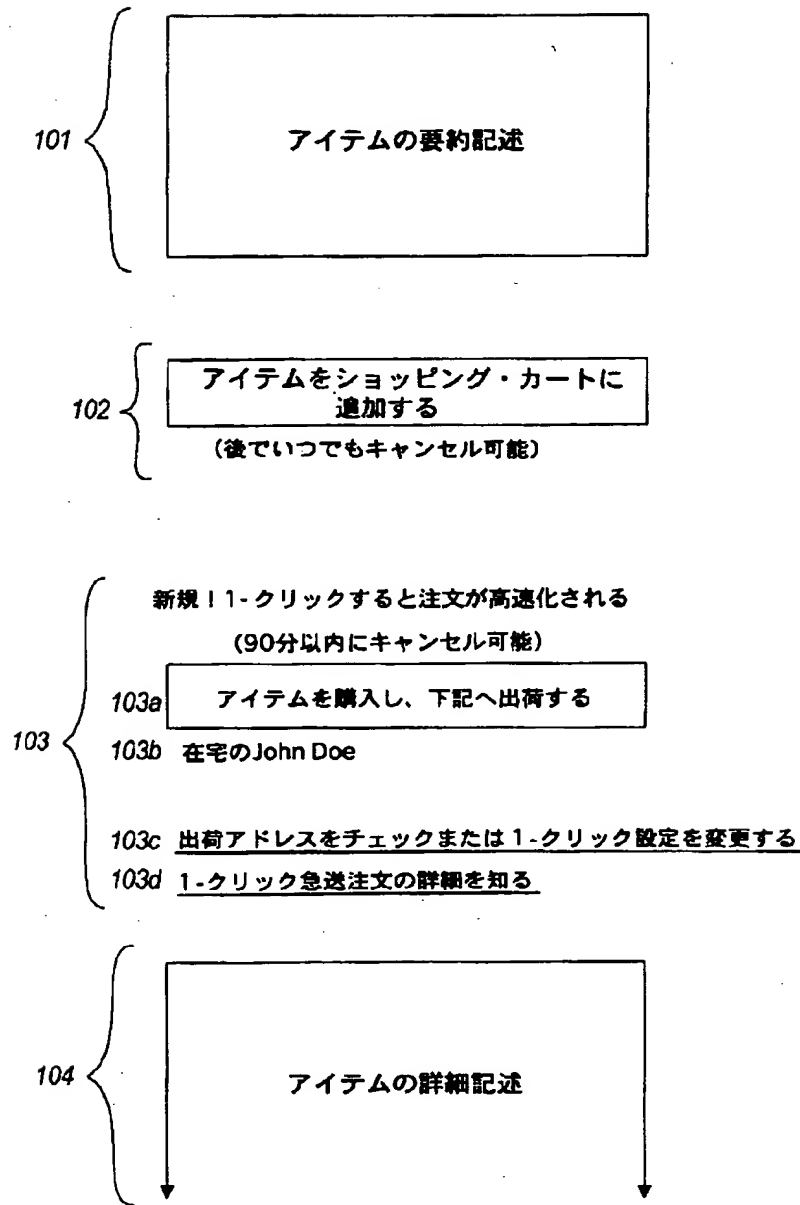 101
アイテムの要約記述
102
アイテムをショッピング・カートに
追加する
(後でいつでもキャンセル可能)
103
新規！1-クリックすると注文が高速化される
(90分以内にキャンセル可能)
103a アイテムを購入し、下記へ出荷する
103b 在宅のJohn Doe
103c 出荷アドレスをチェックまたは1-クリック設定を変更する
103d 1-クリック急送注文の詳細を知る
104
アイテムの詳細記述